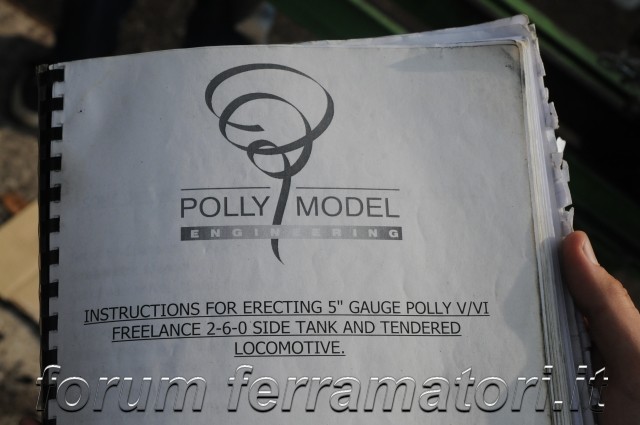 POLLY MODEL
ENGINEERING
INSTRUCTIONS FOR ERECTING 5" GAUGE POLLY V/VI
FREELANCE 2-6-0 SIDE TANK AND TENDERED
LOCOMOTIVE.
forum ferramatori.it